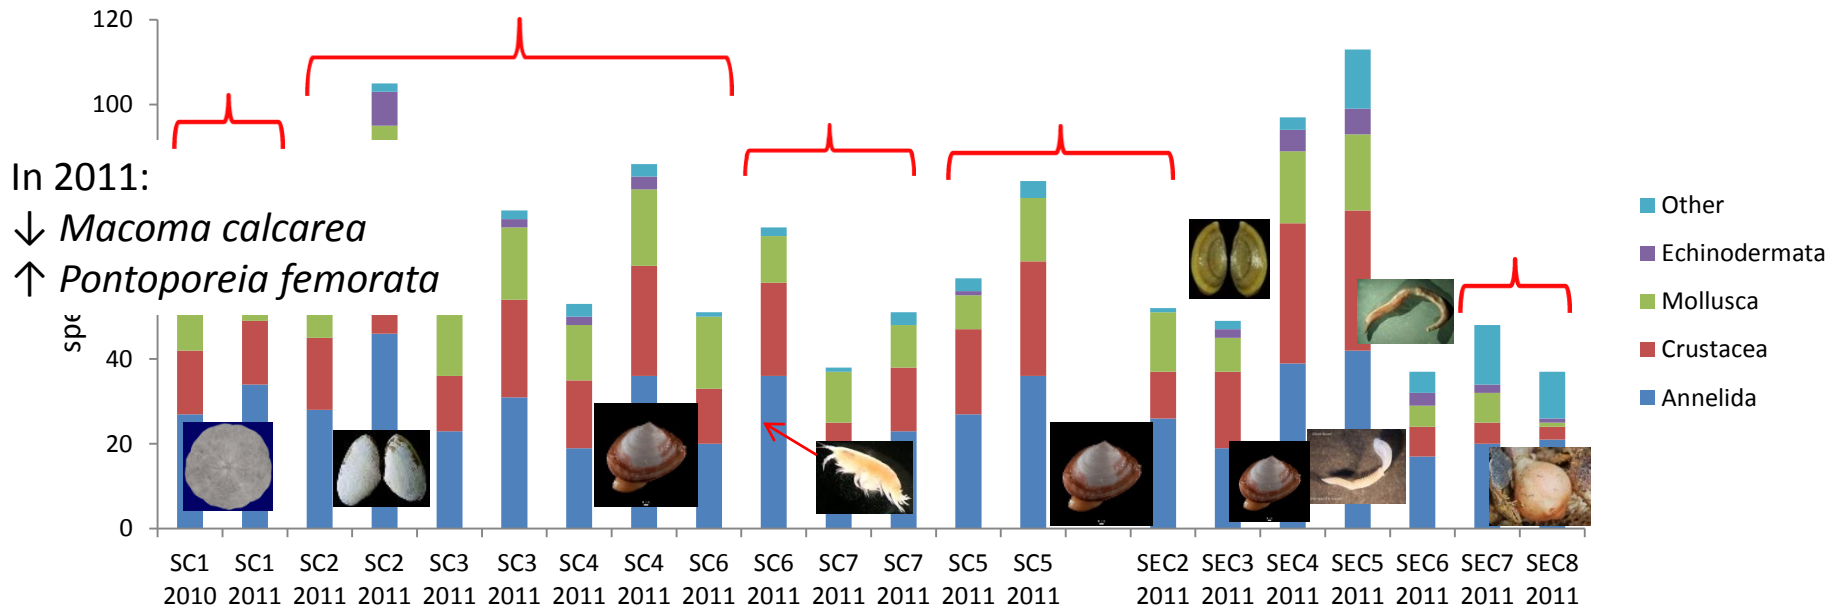 120
100
In 2011:
↓ Macoma calcarea
↑ Pontoporeia femorata
spe
40
20
0
SC1 SC1 SC2 SC2 SC3 SC3 SC4 SC4 SC6 SC6 SC7 SC7 SC5 SC5 SEC2 SEC3 SEC4 SEC5 SEC6 SEC7 SEC8
2010 2011 2011 2011 2011 2011 2011 2011 2011 2011 2011 2011 2011 2011 2011 2011 2011 2011 2011 2011 2011
Other
Echinodermata
Mollusca
Crustacea
Annelida